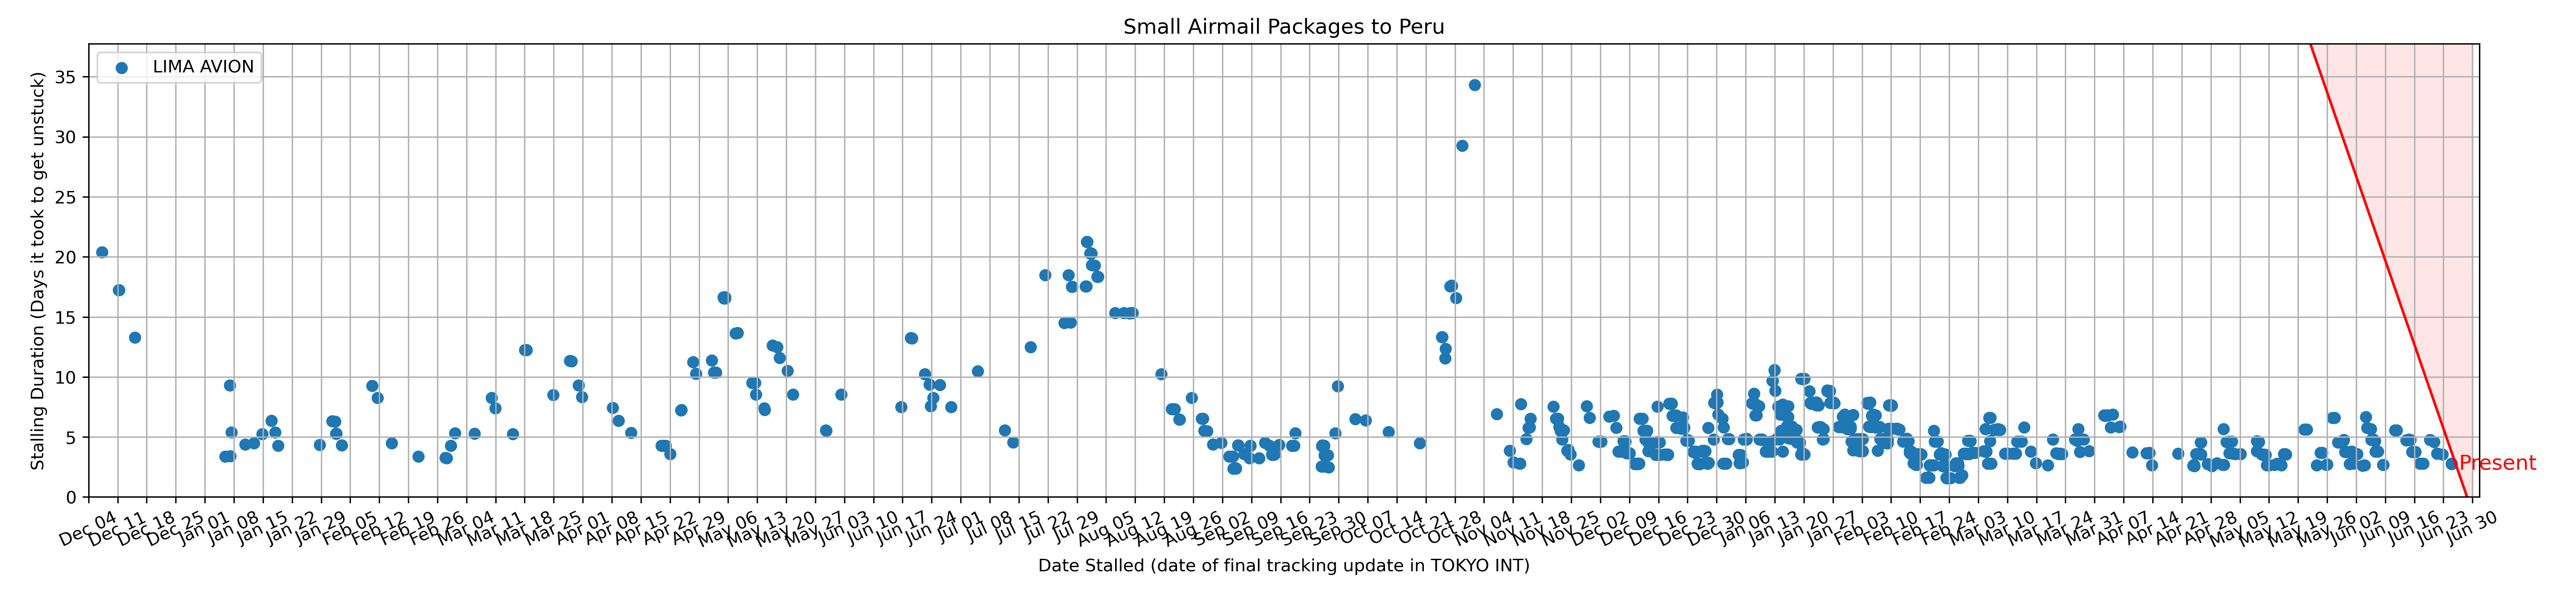 Small Airmail Packages to Peru
LIMA AVION
Stalling Duration (Days it took to get unstuck)
35
30
25
20
15
10
5
0
Present
Dec 04 Dec 11 Dec 18 Dec 25 Jan 01 Jan 08 Jan 15 Jan 22 Jan 29 Feb 05 Feb 12 Feb 19 Feb 26 Mar 04 Mar 11 Mar 18 Mar 25 Apr 01 Apr 08 Apr 15 Apr 22 Apr 29 May 06 May 13 May 20 May 27 Jun 03 Jun 10 Jun 17 Jun 24 Jul 01 Jul 08 Jul 15 Jul 22 Jul 29 Aug 05 Aug 12 Aug 19 Aug 26 Sep 02 Sep 09 Sep 16 Sep 23 Sep 30 Oct 07 Oct 14 Oct 21 Oct 28 Nov 04 Nov 11 Nov 18 Nov 25 Dec 02 Dec 09 Dec 16 Dec 23 Dec 30 Jan 06 Jan 13 Jan 20 Jan 27 Feb 03 Feb 10 Feb 17 Feb 24 Mar 03 Mar 10 Mar 17 Mar 24 Mar 31 Apr 07 Apr 14 Apr 21 Apr 28 May 05 May 12 May 19 May 26 Jun 02 Jun 09 Jun 16 Jun 23 Jun 30
Date Stalled (date of final tracking update in TOKYO INT)